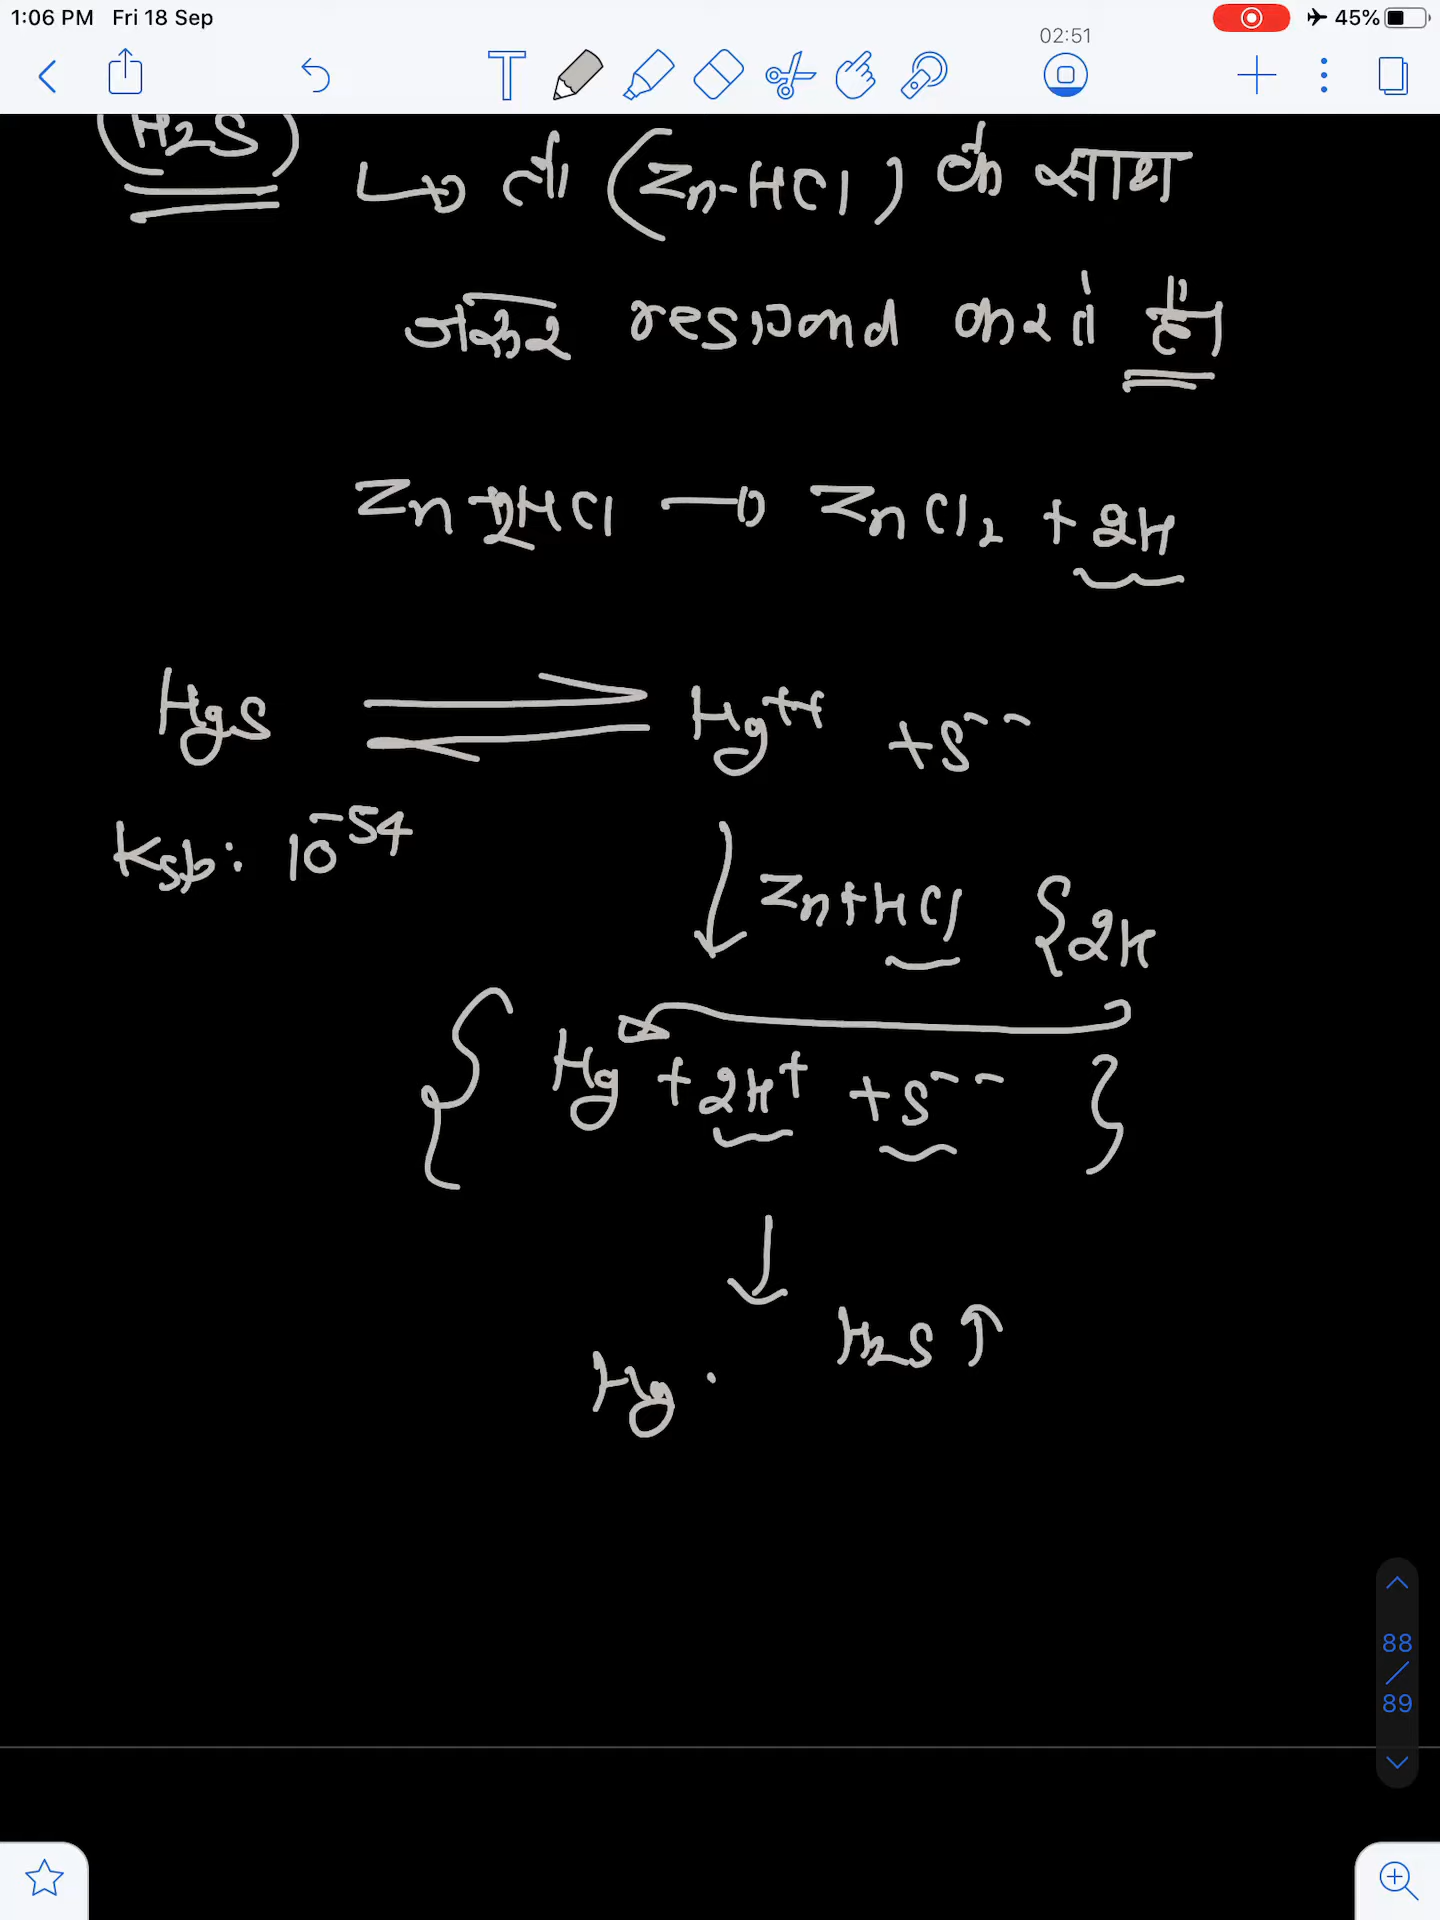 1:06 PM Fri 18 Sep 45%
02:51
(H2S) ↳ तो (Zn-HCl) के साथ
जरूर respond करते हैं।
Zn + 2HCl → ZnCl₂ + 2H
HgS ⇌ Hg⁺⁺ + S⁻⁻
Ksp: 10⁻⁵⁴
↓ Zn+HCl {2H
{ Hg + 2H⁺ + S⁻⁻ }
↓
Hg . H2S ↑
88
/
89